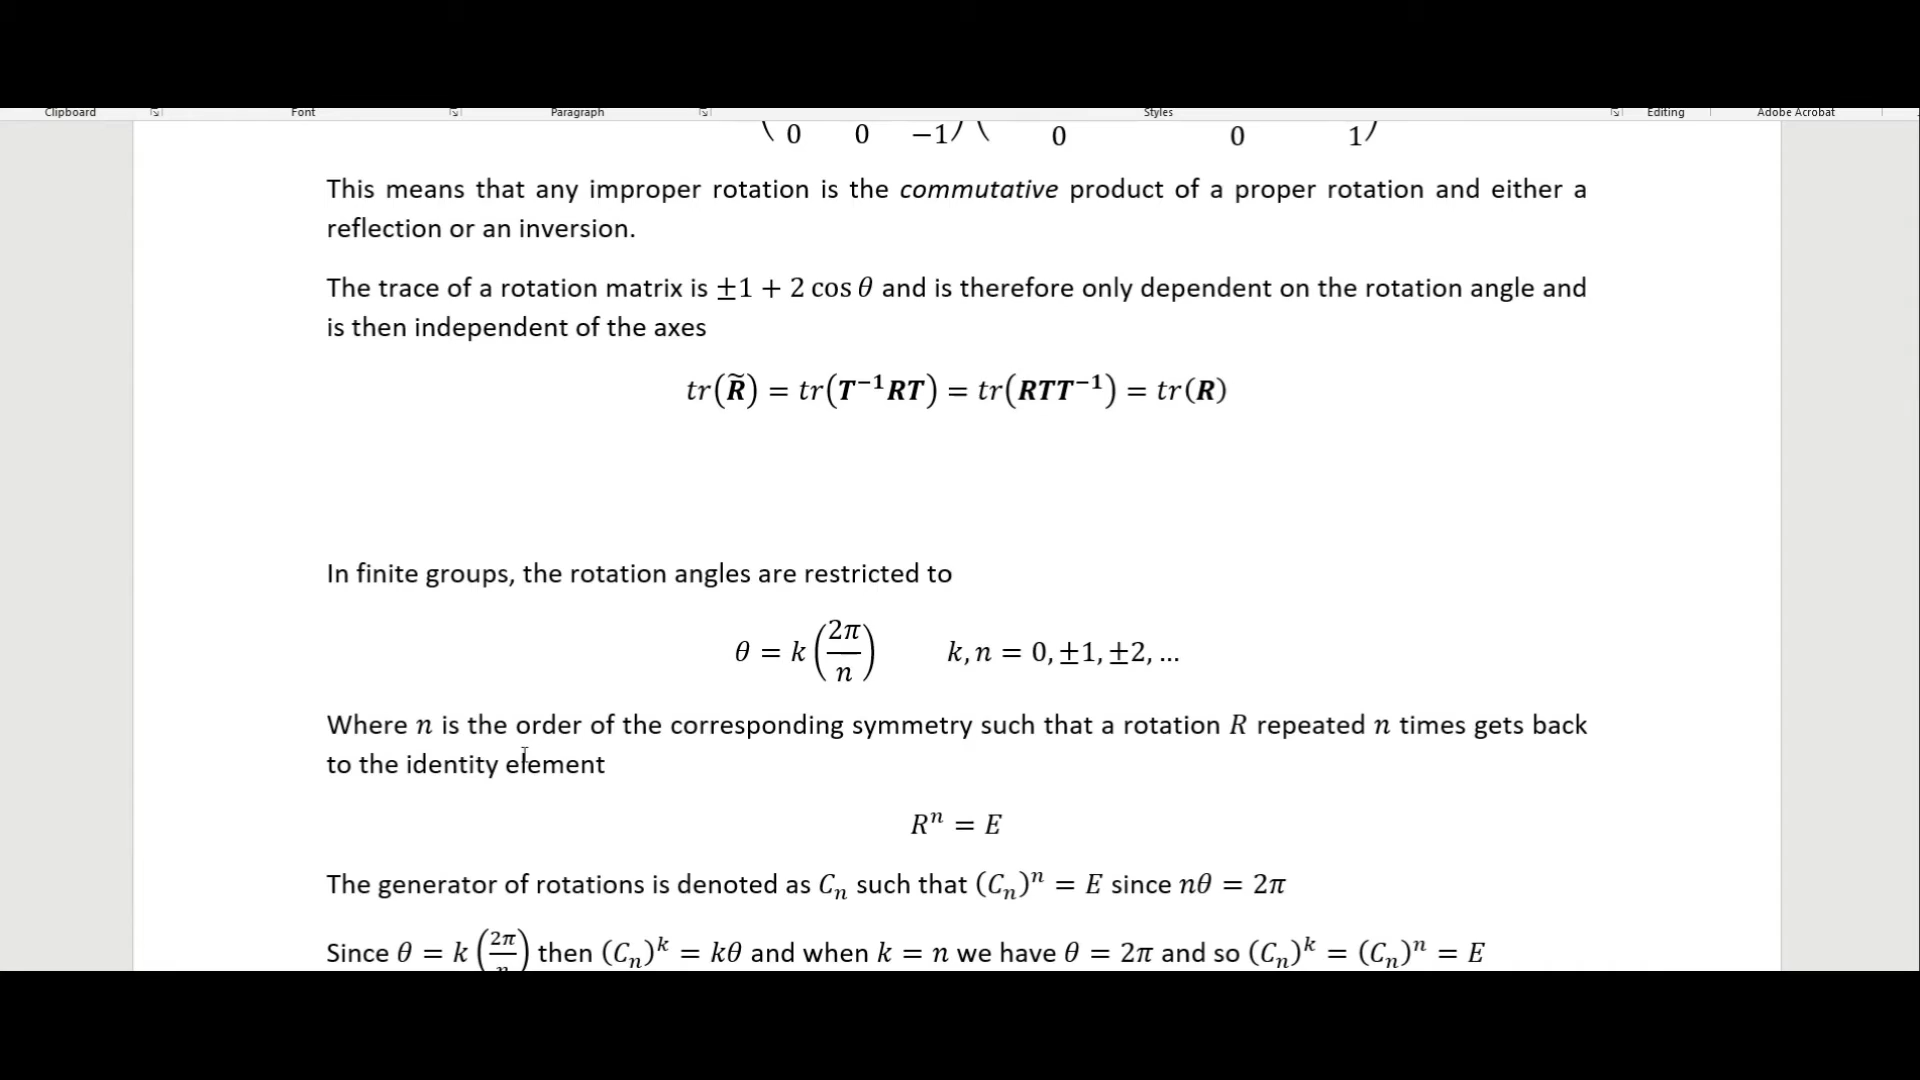 Clipboard Font Paragraph Styles Editing Adobe Acrobat
0 0 −1 0 0 1
This means that any improper rotation is the commutative product of a proper rotation and either a
reflection or an inversion.
The trace of a rotation matrix is ±1 + 2 cos θ and is therefore only dependent on the rotation angle and
is then independent of the axes
tr(R̃) = tr(T⁻¹RT) = tr(RTT⁻¹) = tr(R)
In finite groups, the rotation angles are restricted to
θ = k(2π/n) k, n = 0, ±1, ±2, …
Where n is the order of the corresponding symmetry such that a rotation R repeated n times gets back
to the identity element
Rⁿ = E
The generator of rotations is denoted as Cₙ such that (Cₙ)ⁿ = E since nθ = 2π
Since θ = k(2π/n) then (Cₙ)ᵏ = kθ and when k = n we have θ = 2π and so (Cₙ)ᵏ = (Cₙ)ⁿ = E